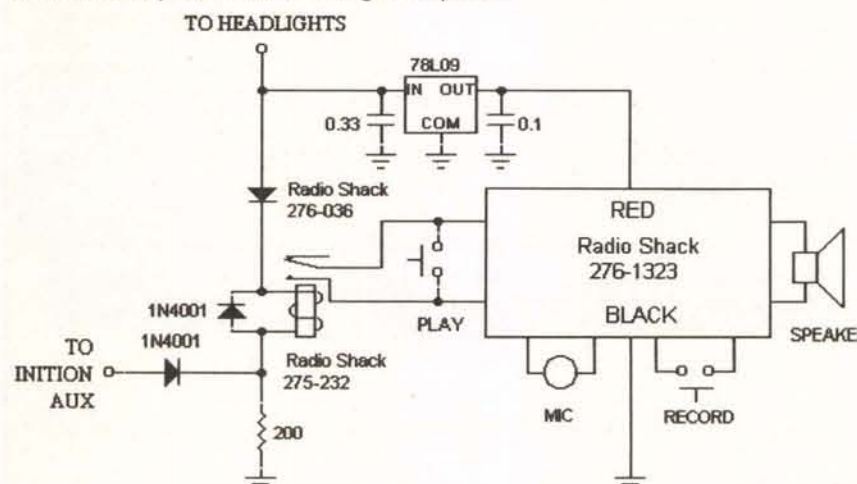 TO HEADLIGHTS
78L09
IN OUT
COM
0.33
0.1
Radio Shack
276-036
RED
Radio Shack
276-1323
BLACK
1N4001
1N4001
PLAY
SPEAKE
TO
INITION
AUX
Radio Shack
275-232
MIC
RECORD
200